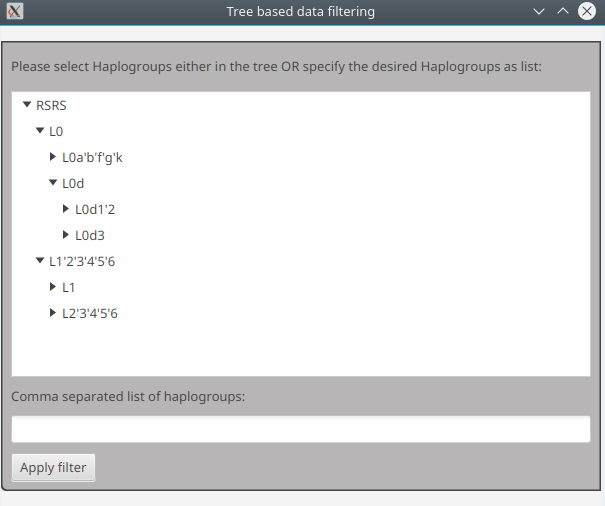 Tree based data filtering
Please select Haplogroups either in the tree OR specify the desired Haplogroups as list:
RSRS
L0
L0a'b'f'g'k
L0d
L0d1'2
L0d3
L1'2'3'4'5'6
L1
L2'3'4'5'6
Comma separated list of haplogroups:
Apply filter